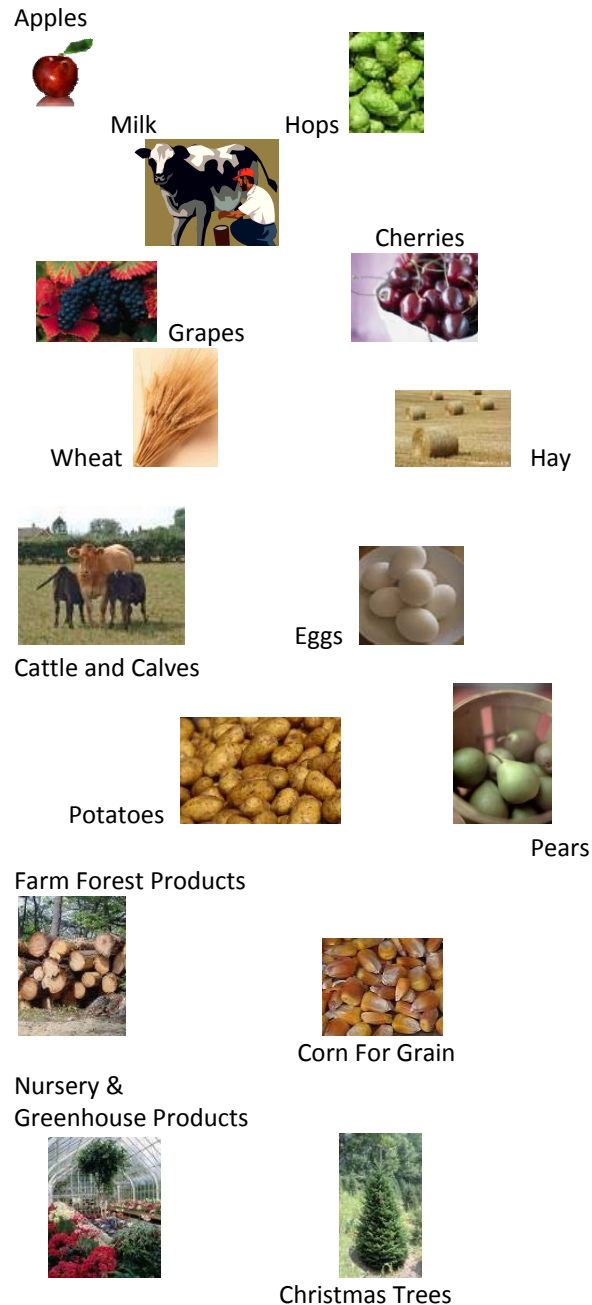 Apples
Milk
Hops
Cherries
Grapes
Wheat
Hay
Eggs
Cattle and Calves
Potatoes
Pears
Farm Forest Products
Corn For Grain
Nursery &
Greenhouse Products
Christmas Trees